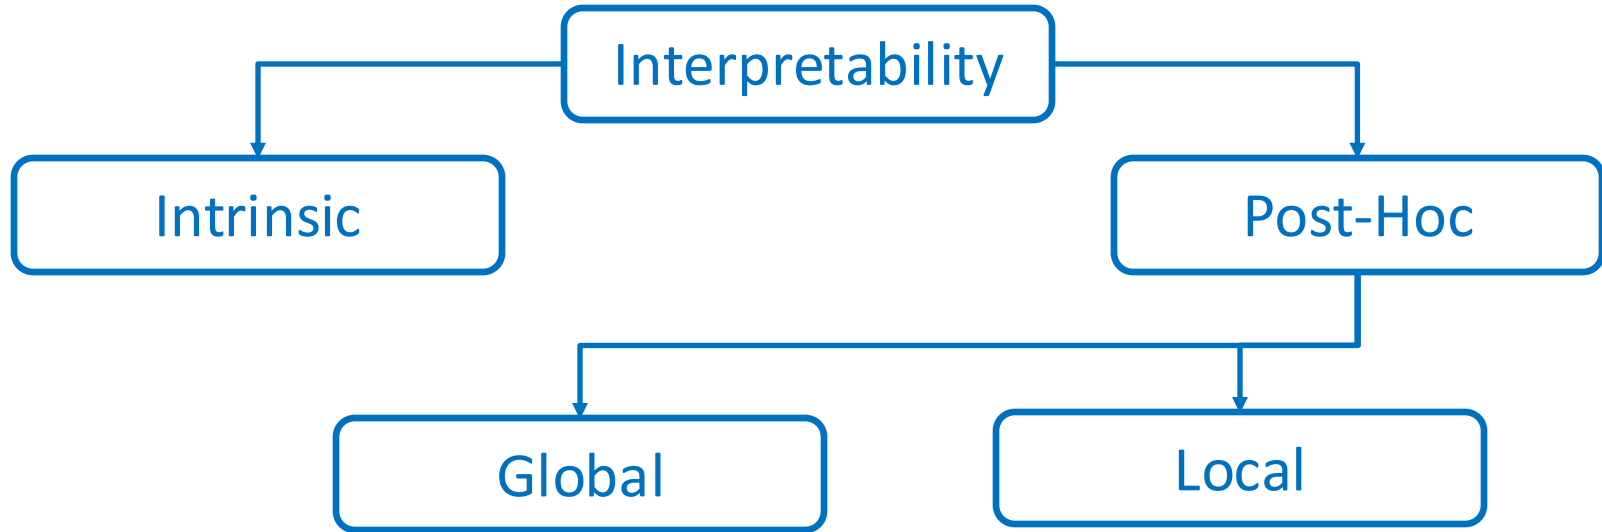 Interpretability
Intrinsic
Post-Hoc
Global
Local